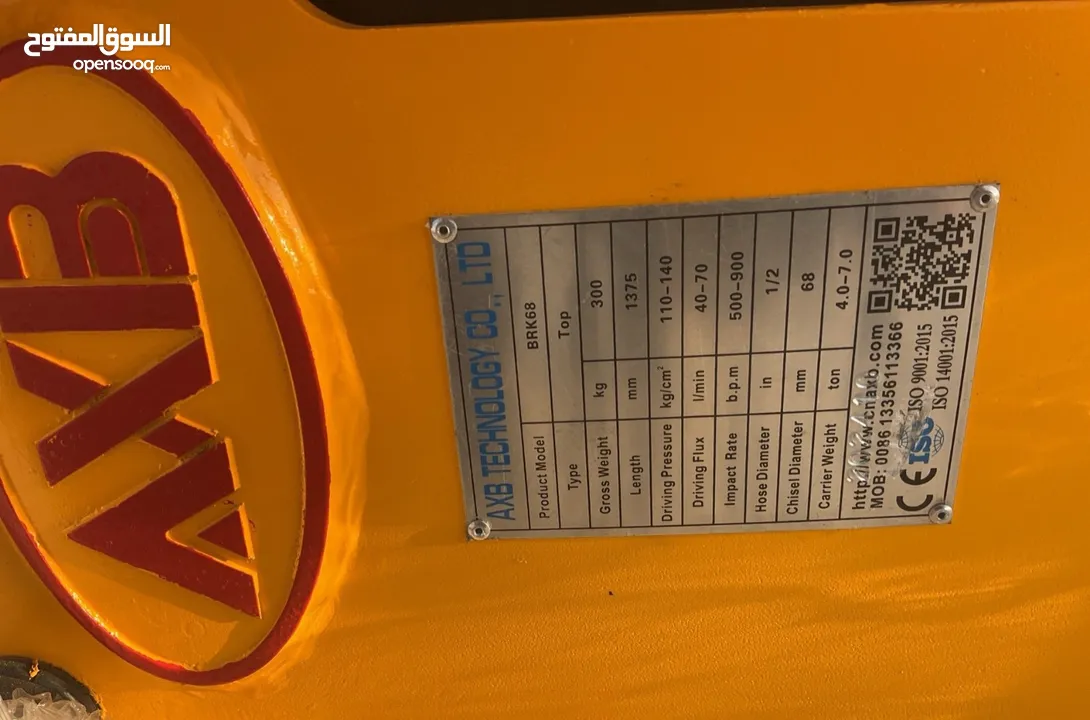 السوق المفتوح
opensooq.com
AXB
AXB TECHNOLOGY CO., LTD
Product Model BRK68
Type Top
Gross Weight kg 300
Length mm 1375
Driving Pressure kg/cm² 110-140
Driving Flux l/min 40-70
Impact Rate b.p.m 500-900
Hose Diameter in 1/2
Chisel Diameter mm 68
Carrier Weight ton 4.0-7.0
http://www.cnaxb.com
MOB: 0086 13356113366
CE ISO ISO 9001:2015
ISO 14001:2015